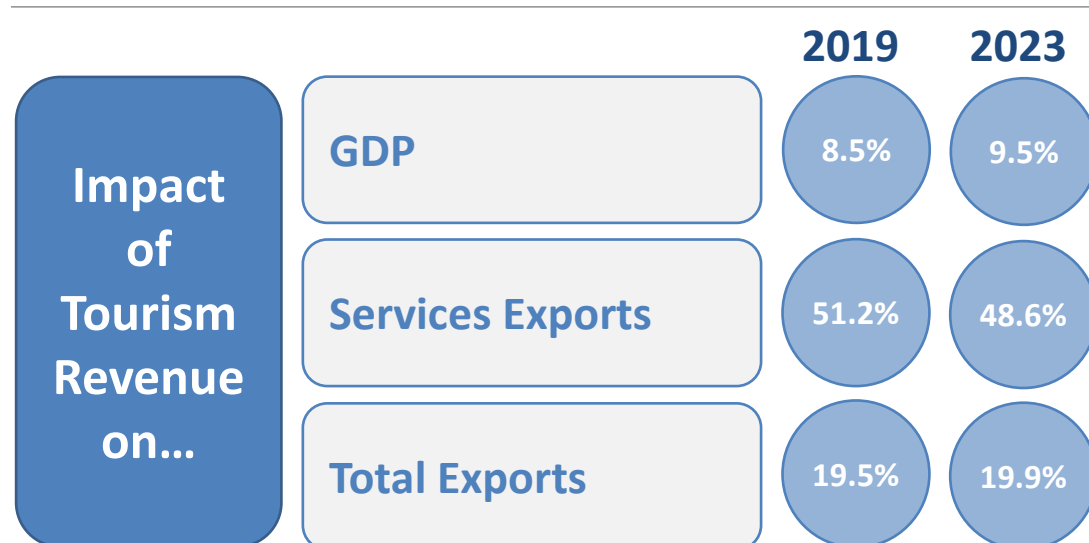 2019 2023
Impact
of
Tourism
Revenue
on...
GDP 8.5% 9.5%
Services Exports 51.2% 48.6%
Total Exports 19.5% 19.9%